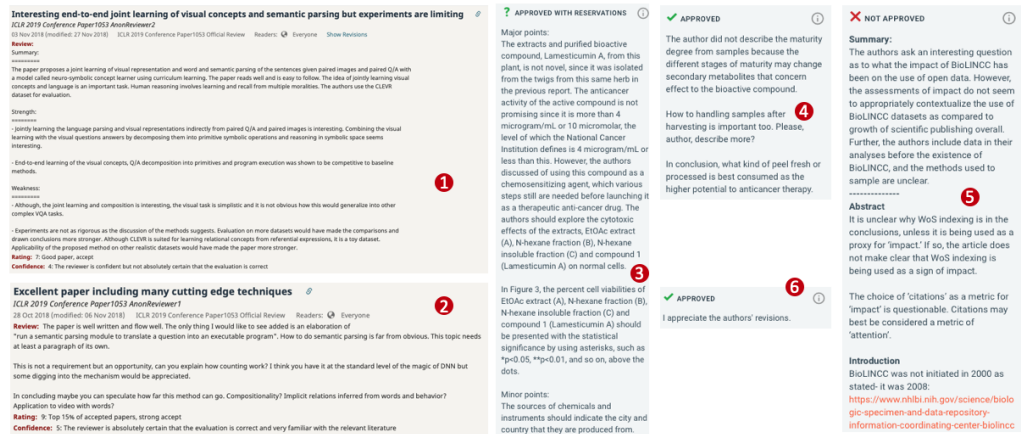 Interesting end-to-end joint learning of visual concepts and semantic parsing but experiments are limiting
ICLR 2019 Conference Paper1053 AnonReviewer2
03 Nov 2018 (modified: 27 Nov 2018) ICLR 2019 Conference Paper1053 Official Review Readers: Everyone Show Revisions
Review:
Summary:
=========
The paper proposes a joint learning of visual representation and word and semantic parsing of the sentences given paired images and paired Q/A with
a model called neuro-symbolic concept learner using curriculum learning. The paper reads well and is easy to follow. The idea of jointly learning visual
concepts and language is an important task. Human reasoning involves learning and recall from multiple moralities. The authors use the CLEVR
dataset for evaluation.
Strength:
========
- Jointly learning the language parsing and visual representations indirectly from paired Q/A and paired images is interesting. Combining the visual
learning with the visual questions answers by decomposing them into primitive symbolic operations and reasoning in symbolic space seems
interesting.
- End-to-end learning of the visual concepts, Q/A decomposition into primitives and program execution was shown to be competitive to baseline
methods.
Weakness:
========
- Although, the joint learning and composition is interesting, the visual task is simplistic and it is not obvious how this would generalize into other
complex VQA tasks.
- Experiments are not as rigorous as the discussion of the methods suggests. Evaluation on more datasets would have made the comparisons and
drawn conclusions more stronger. Although CLEVR is suited for learning relational concepts from referential expressions, it is a toy dataset.
Applicability of the proposed method on other realistic datasets would have made the paper more stronger.
Rating: 7: Good paper, accept
Confidence: 4: The reviewer is confident but not absolutely certain that the evaluation is correct
1
Excellent paper including many cutting edge techniques
ICLR 2019 Conference Paper1053 AnonReviewer1
28 Oct 2018 (modified: 06 Nov 2018) ICLR 2019 Conference Paper1053 Official Review Readers: Everyone
Review: The paper is well written and flow well. The only thing I would like to see added is an elaboration of
"run a semantic parsing module to translate a question into an executable program". How to do semantic parsing is far from obvious. This topic needs
at least a paragraph of its own.
This is not a requirement but an opportunity, can you explain how counting work? I think you have it at the standard level of the magic of DNN but
some digging into the mechanism would be appreciated.
In concluding maybe you can speculate how far this method can go. Compositionality? Implicit relations inferred from words and behavior?
Application to video with words?
Rating: 9: Top 15% of accepted papers, strong accept
Confidence: 5: The reviewer is absolutely certain that the evaluation is correct and very familiar with the relevant literature
2
? APPROVED WITH RESERVATIONS
Major points:
The extracts and purified bioactive
compound, Lamesticumin A, from this
plant, is not novel, since it was isolated
from the twigs from this same herb in
the previous report. The anticancer
activity of the active compound is not
promising since it is more than 4
microgram/mL or 10 micromolar, the
level of which the National Cancer
Institution defines is 4 microgram/mL or
less than this. However, the authors
discussed of using this compound as a
chemosensitizing agent, which various
steps still are needed before launching it
as a therapeutic anti-cancer drug. The
authors should explore the cytotoxic
effects of the extracts, EtOAc extract
(A), N-hexane fraction (B), N-hexane
insoluble fraction (C) and compound 1
(Lamesticumin A) on normal cells.
3
In Figure 3, the percent cell viabilities of
EtOAc extract (A), N-hexane fraction (B),
N-hexane insoluble fraction (C) and
compound 1 (Lamesticumin A) should
be presented with the statistical
significance by using asterisks, such as
*p<0.05, **p<0.01, and so on, above the
dots.
Minor points:
The sources of chemicals and
instruments should indicate the city and
country that they are produced from.
APPROVED
The author did not describe the maturity
degree from samples because the
different stages of maturity may change
secondary metabolites that concern
effect to the bioactive compound.
How to handling samples after
harvesting is important too. Please,
author, describe more?
4
In conclusion, what kind of peel fresh or
processed is best consumed as the
higher potential to anticancer therapy.
6
APPROVED
I appreciate the authors' revisions.
NOT APPROVED
Summary:
The authors ask an interesting question
as to what the impact of BioLINCC has
been on the use of open data. However,
the assessments of impact do not seem
to appropriately contextualize the use of
BioLINCC datasets as compared to
growth of scientific publishing overall.
Further, the authors include data in their
analyses before the existence of
BioLINCC, and the methods used to
sample are unclear.
--------------
5
Abstract
It is unclear why WoS indexing is in the
conclusions, unless it is being used as a
proxy for 'impact.' If so, the article does
not make clear that WoS indexing is
being used as a sign of impact.
The choice of 'citations' as a metric for
'impact' is questionable. Citations may
best be considered a metric of
'attention'.
Introduction
BioLINCC was not initiated in 2000 as
stated- it was 2008:
https://www.nhlbi.nih.gov/science/biolo
gic-specimen-and-data-repository-
information-coordinating-center-biolincc